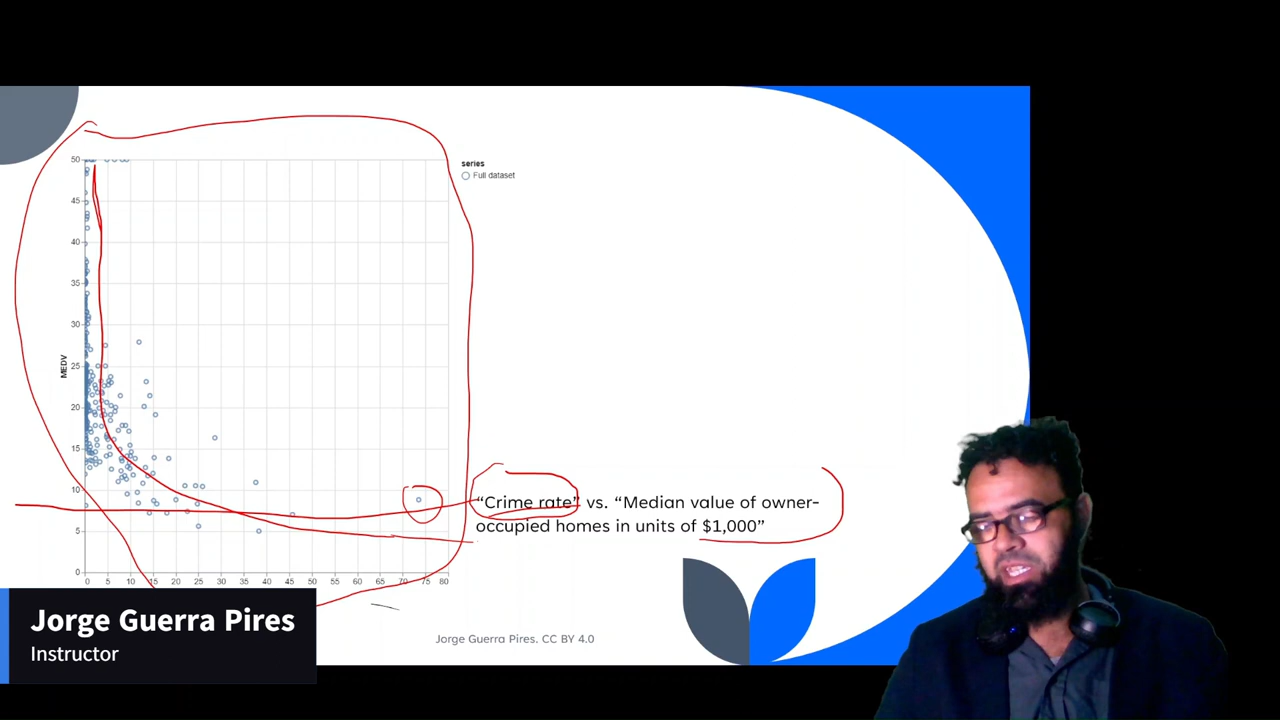 series
Full dataset
50
45
40
35
30
25
20
15
10
5
0
MEDV
0 5 10 15 20 25 30 35 40 45 50 55 60 65 70 75 80
“Crime rate” vs. “Median value of owner-
occupied homes in units of $1,000”
Jorge Guerra Pires
Instructor
Jorge Guerra Pires. CC BY 4.0